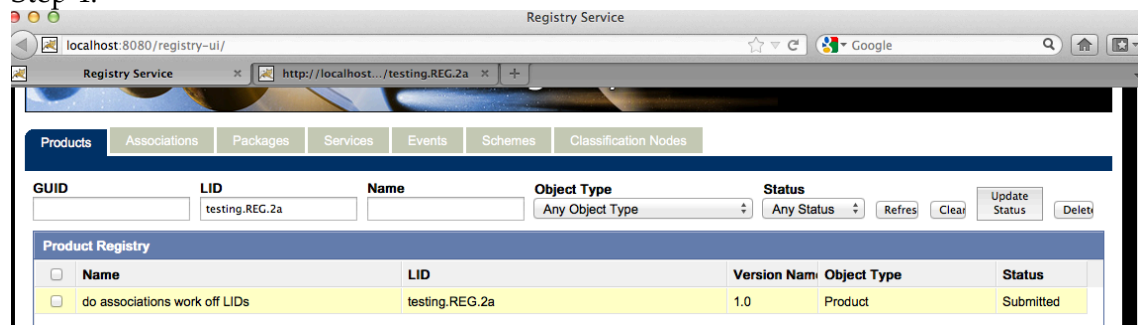 Registry Service
localhost:8080/registry-ui/
Google
Registry Service
http://localhost.../testing.REG.2a
Products Associations Packages Services Events Schemes Classification Nodes
GUID LID Name Object Type Status
testing.REG.2a Any Object Type Any Status Refres Clear Update Status Delete
Product Registry
Name LID Version Name Object Type Status
do associations work off LIDs testing.REG.2a 1.0 Product Submitted